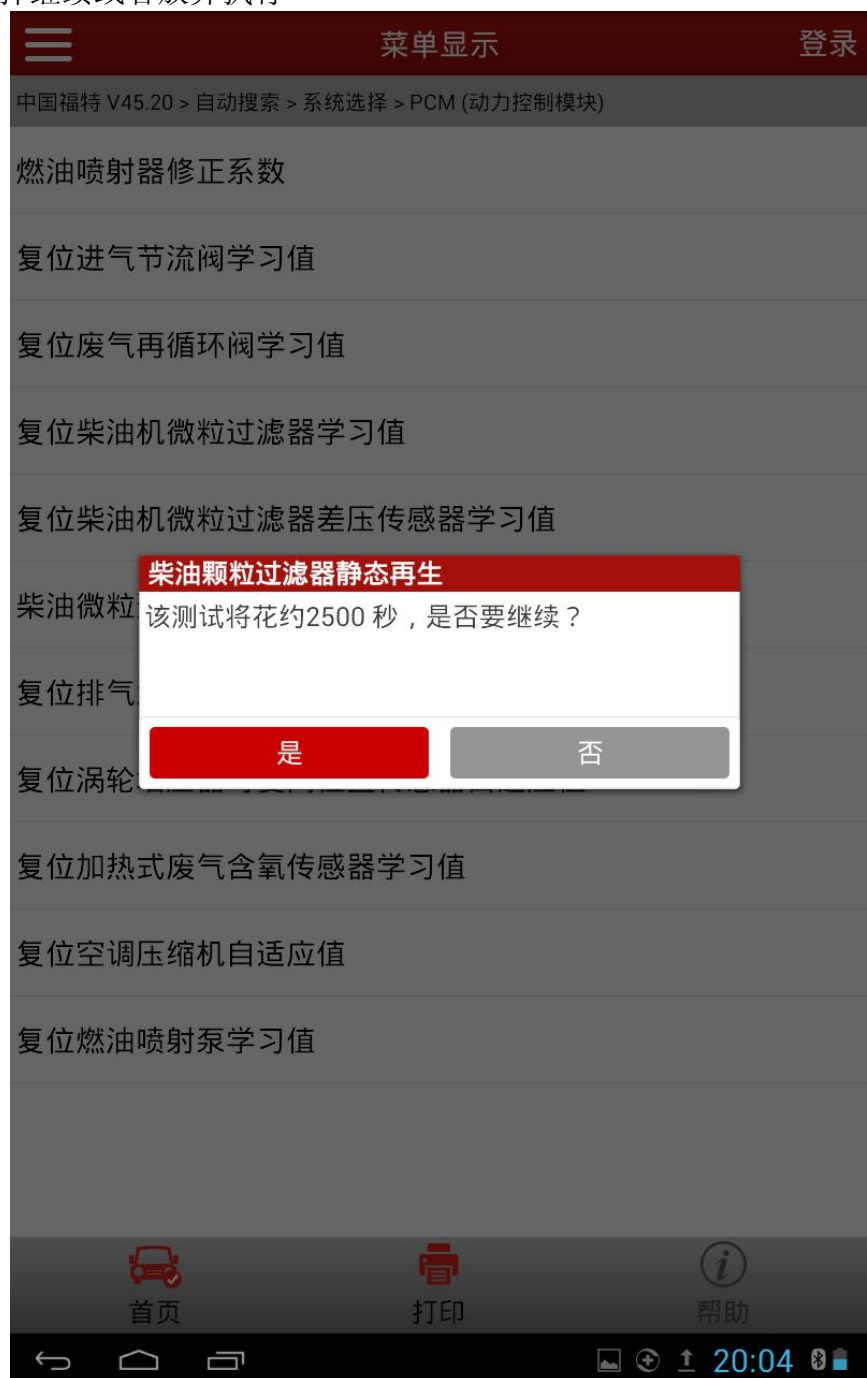 菜单显示
登录
中国福特 V45.20 > 自动搜索 > 系统选择 > PCM (动力控制模块)
燃油喷射器修正系数
复位进气节流阀学习值
复位废气再循环阀学习值
复位柴油机微粒过滤器学习值
复位柴油机微粒过滤器差压传感器学习值
柴油颗粒过滤器静态再生
柴油微粒
该测试将花约2500 秒，是否要继续？
复位排气
是
否
复位涡轮
复位加热式废气含氧传感器学习值
复位空调压缩机自适应值
复位燃油喷射泵学习值
首页
打印
帮助
20:04